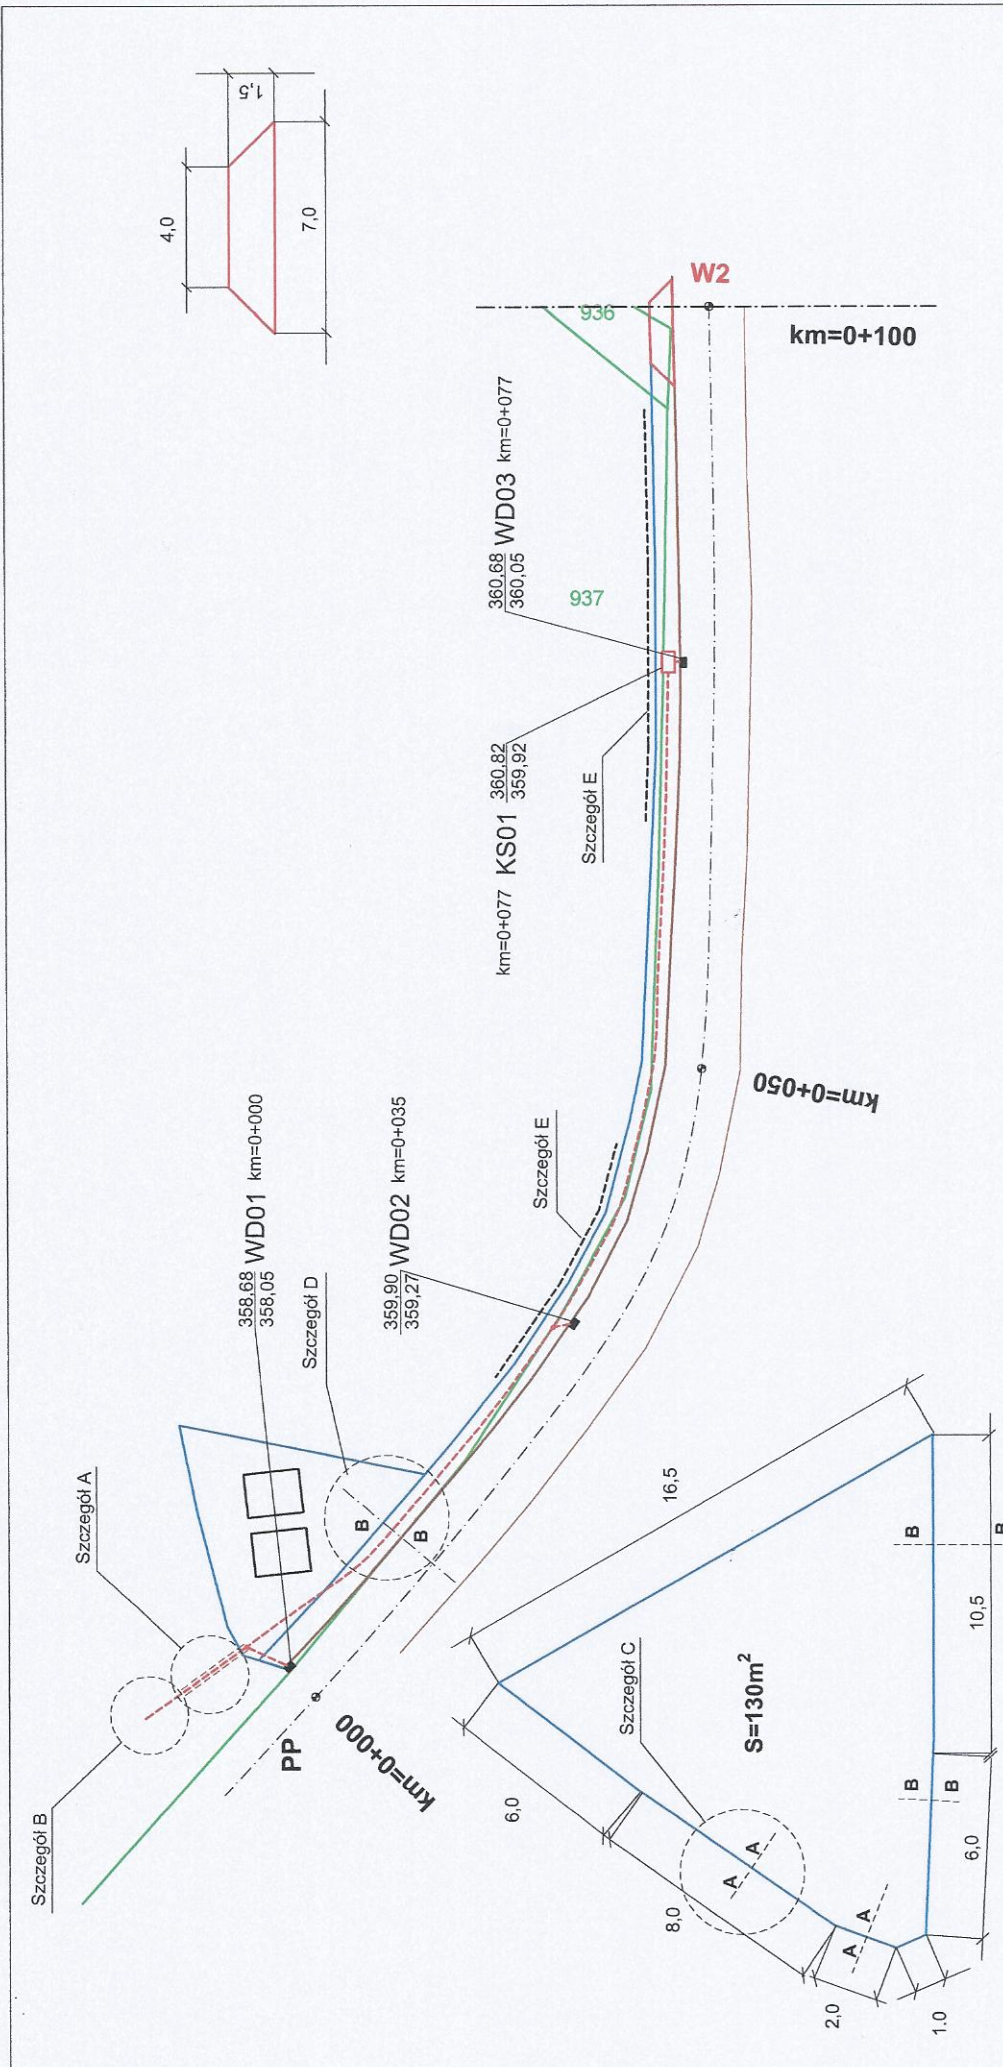 4,0
1,5
7,0
W2
936
km=0+100
360,68
360,05
WD03 km=0+077
937
km=0+077 KS01
360,82
359,92
Szczegół E
km=0+050
358,68
358,05
WD01 km=0+000
Szczegół D
359,90
359,27
WD02 km=0+035
Szczegół E
Szczegół A
Szczegół B
B
B
PP
km=0+000
16,5
Szczegół C
S=130m²
6,0
8,0
A
A
A
A
2,0
1.0
6,0
10,5
B
B
B
B